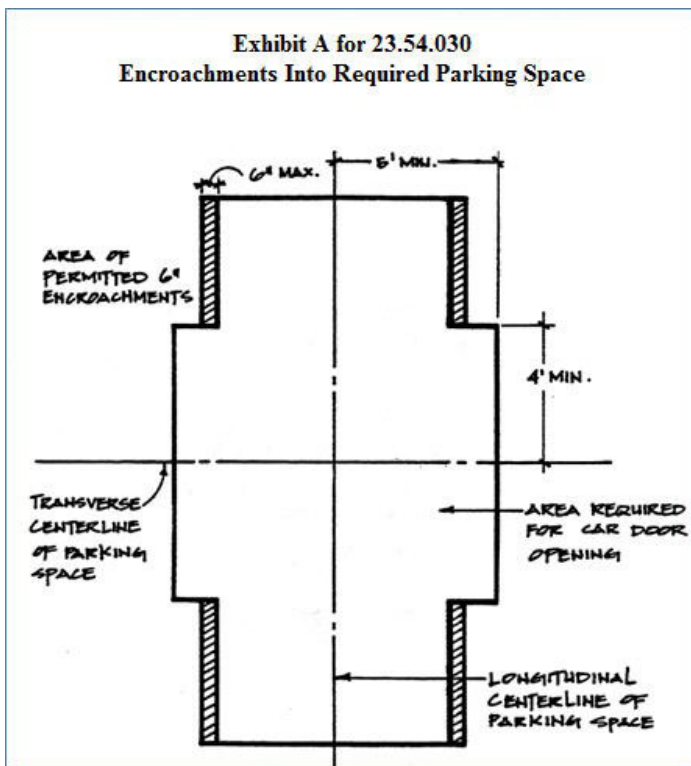 Exhibit A for 23.54.030
Encroachments Into Required Parking Space
6" MAX.
5' MIN.
AREA OF
PERMITTED 6"
ENCROACHMENTS
4' MIN.
TRANSVERSE
CENTERLINE
OF PARKING
SPACE
AREA REQUIRED
FOR CAR DOOR
OPENING
LONGITUDINAL
CENTERLINE OF
PARKING SPACE